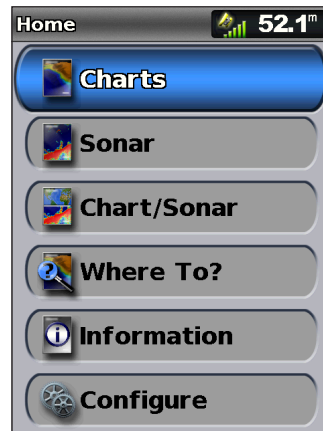 Home 52.1m
Charts
Sonar
Chart/Sonar
Where To?
Information
Configure